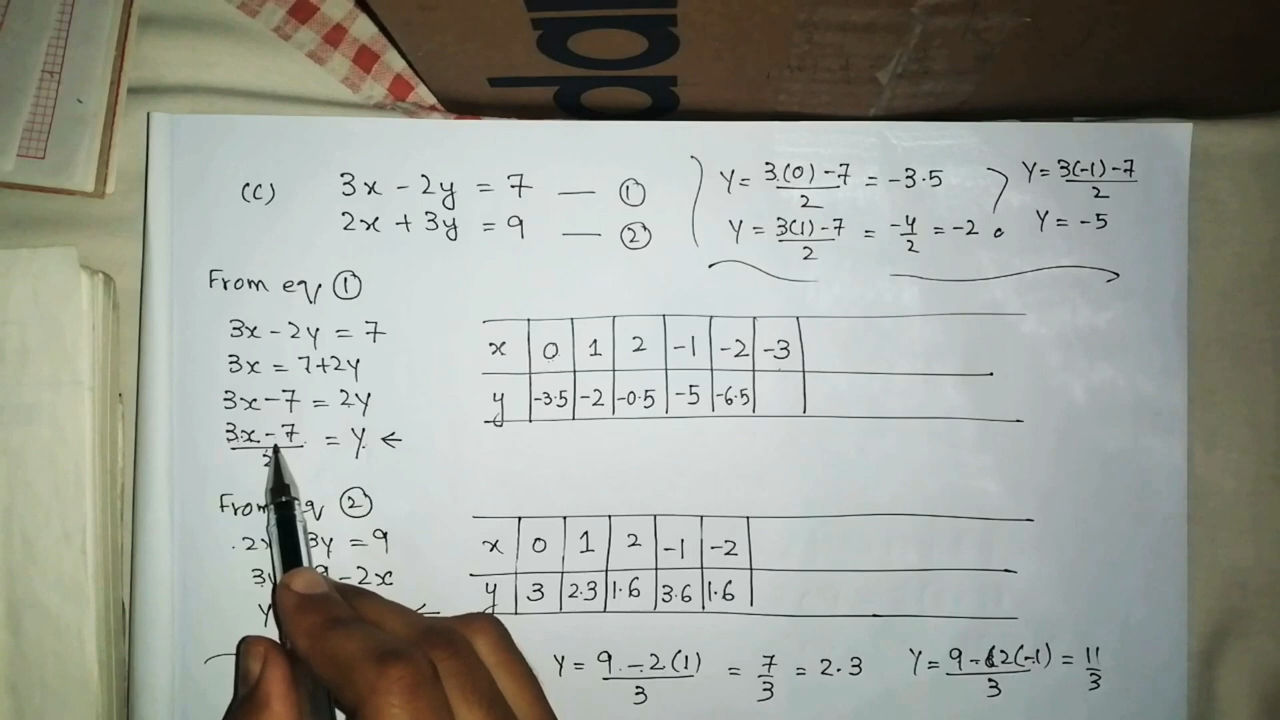 (C) 3x - 2y = 7 — ①
2x + 3y = 9 — ②
Y = 3(0) - 7 / 2 = -3.5
Y = 3(1) - 7 / 2 = -4/2 = -2
Y = 3(-1) - 7 / 2
Y = -5
From eq ①
3x - 2y = 7
3x = 7+2y
3x - 7 = 2y
3x - 7 / 2 = Y ←
x 0 1 2 -1 -2 -3
y -3.5 -2 -0.5 -5 -6.5
From ②
3y = 9
- 2x
x 0 1 2 -1 -2
y 3 2.3 1.6 3.6 1.6
Y = 9 - 2(1) / 3 = 7/3 = 2.3
Y = 9 - 2(-1) / 3 = 11/3